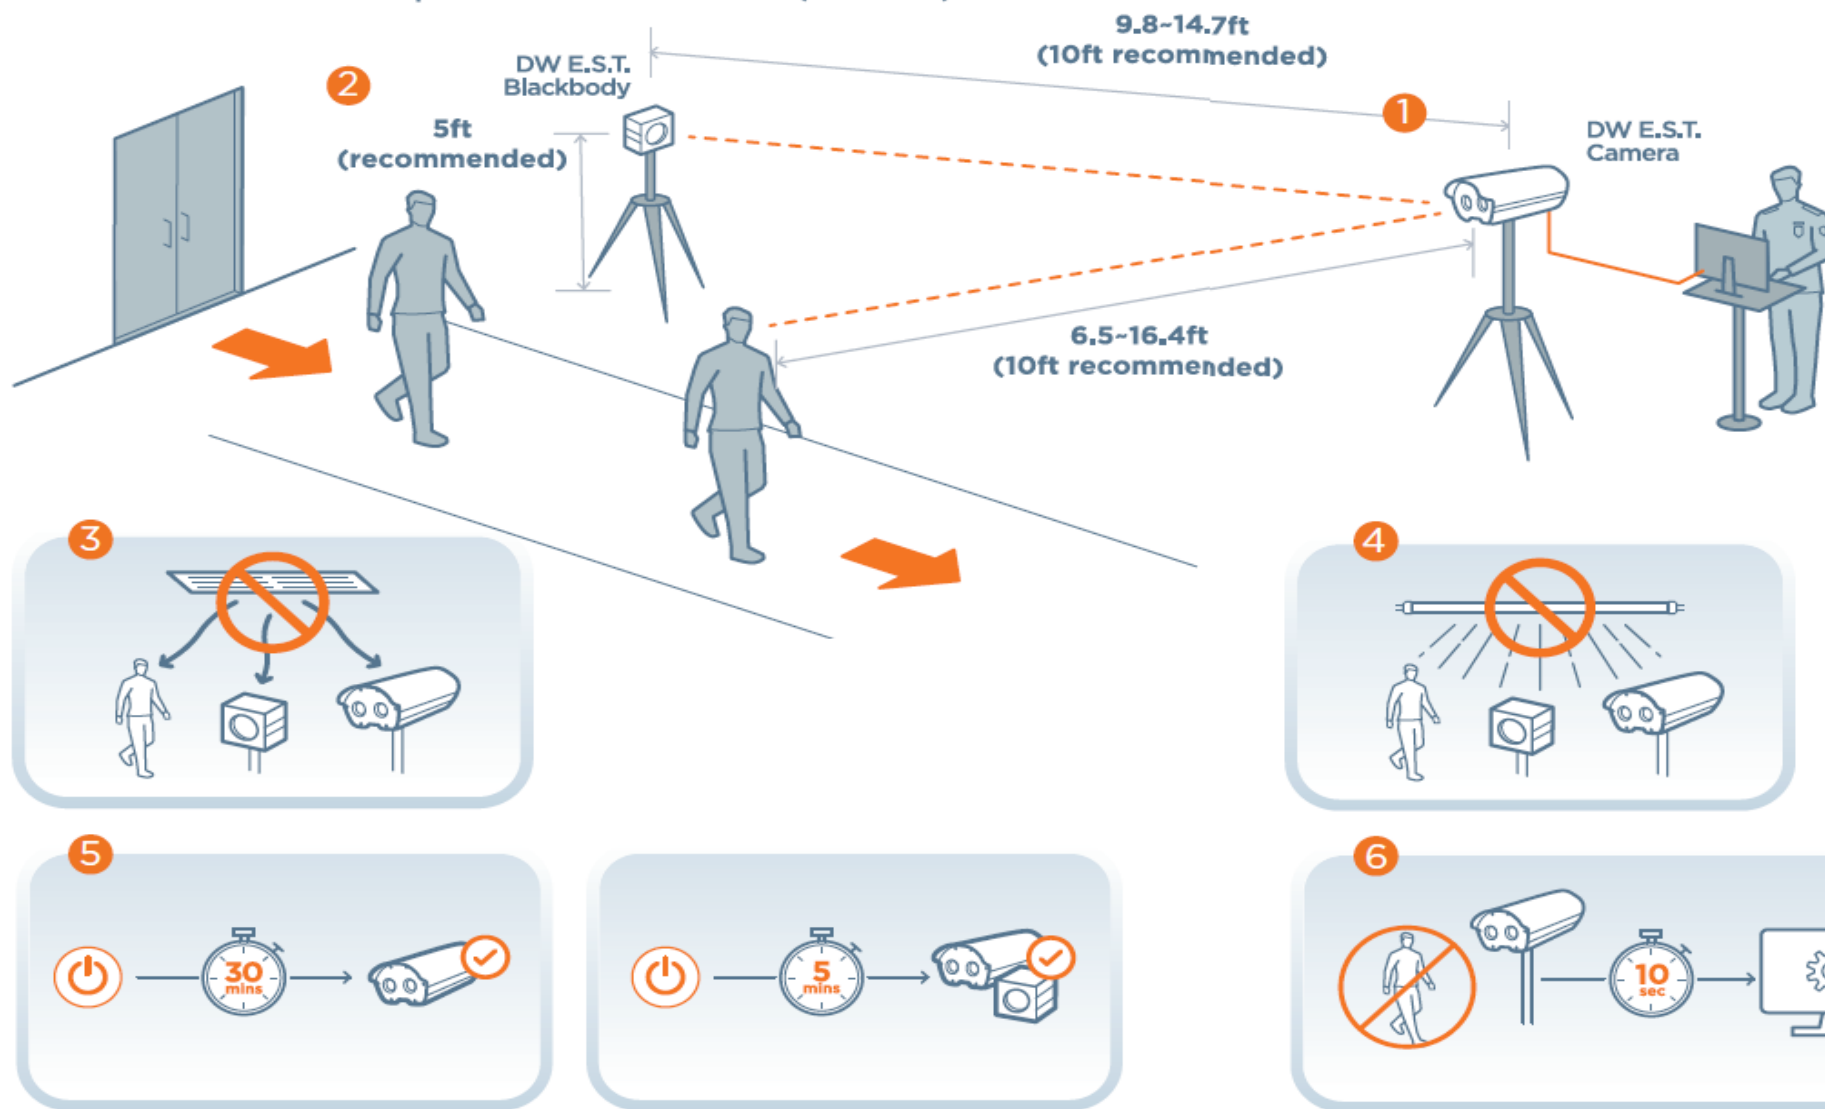 9.8~14.7ft
(10ft recommended)
1
2
DW E.S.T.
Blackbody
5ft
(recommended)
DW E.S.T.
Camera
6.5~16.4ft
(10ft recommended)
3
4
5
30
mins
5
mins
6
10
sec